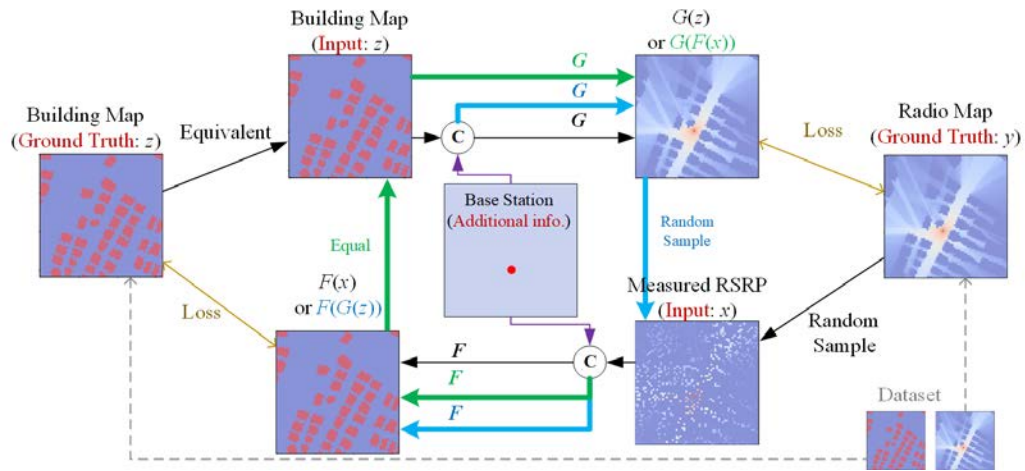 Building Map
(Input: z)
G(z)
or G(F(x))
G
G
G
C
Building Map
(Ground Truth: z)
Equivalent
Loss
Radio Map
(Ground Truth: y)
Base Station
(Additional info.)
Equal
Random
Sample
F(x)
or F(G(z))
Measured RSRP
(Input: x)
Loss
Random
Sample
F
F
F
C
Dataset